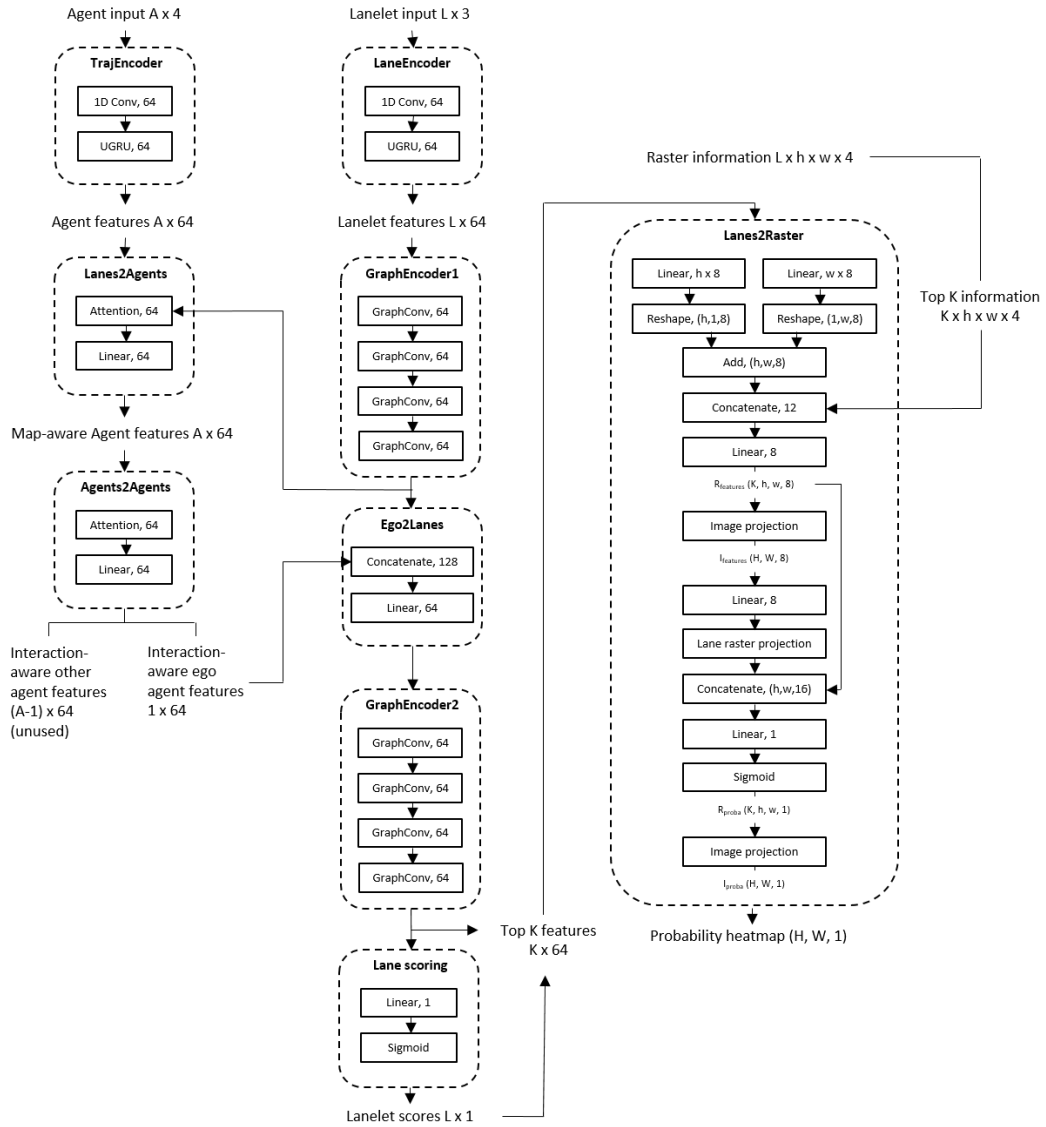 Agent input A x 4
TrajEncoder
1D Conv, 64
UGRU, 64
Agent features A x 64
Lanes2Agents
Attention, 64
Linear, 64
Map-aware Agent features A x 64
Agents2Agents
Attention, 64
Linear, 64
Interaction-
aware other
agent features
(A-1) x 64
(unused)
Interaction-
aware ego
agent features
1 x 64
Lanelet input L x 3
LaneEncoder
1D Conv, 64
UGRU, 64
Lanelet features L x 64
GraphEncoder1
GraphConv, 64
GraphConv, 64
GraphConv, 64
GraphConv, 64
Ego2Lanes
Concatenate, 128
Linear, 64
GraphEncoder2
GraphConv, 64
GraphConv, 64
GraphConv, 64
GraphConv, 64
Top K features
K x 64
Lane scoring
Linear, 1
Sigmoid
Lanelet scores L x 1
Raster information L x h x w x 4
Top K information
K x h x w x 4
Lanes2Raster
Linear, h x 8
Linear, w x 8
Reshape, (h,1,8)
Reshape, (1,w,8)
Add, (h,w,8)
Concatenate, 12
Linear, 8
Rfeatures (K, h, w, 8)
Image projection
Ifeatures (H, W, 8)
Linear, 8
Lane raster projection
Concatenate, (h,w,16)
Linear, 1
Sigmoid
Rproba (K, h, w, 1)
Image projection
Iproba (H, W, 1)
Probability heatmap (H, W, 1)